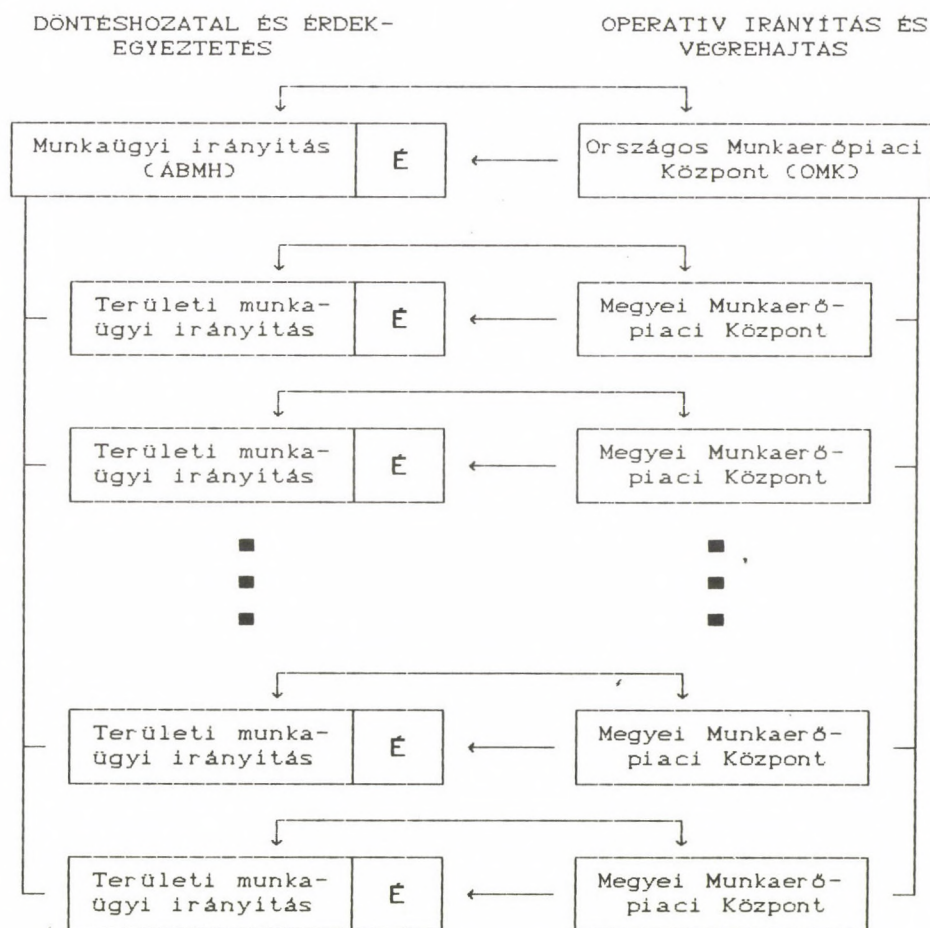 DÖNTÉSHOZATAL ÉS ÉRDEK-
EGYEZTETÉS
OPERATÍV IRÁNYÍTÁS ÉS
VÉGREHAJTÁS
Munkaügyi irányítás
(ÁBMH)
É
Országos Munkaerőpiaci
Központ (OMK)
Területi munka-
ügyi irányítás
É
Megyei Munkaerő-
piaci Központ
Területi munka-
ügyi irányítás
É
Megyei Munkaerő-
piaci Központ
Területi munka-
ügyi irányítás
É
Megyei Munkaerő-
piaci Központ
Területi munka-
ügyi irányítás
É
Megyei Munkaerő-
piaci Központ